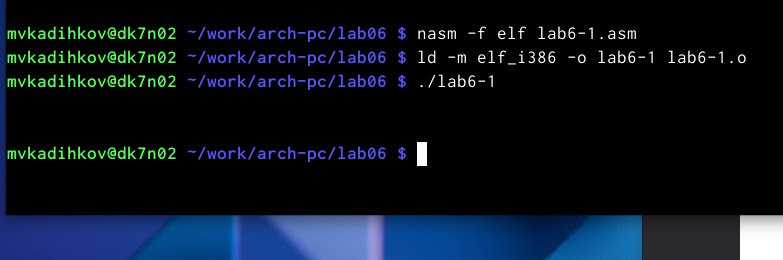 mvkadihkov@dk7n02 ~/work/arch-pc/lab06 $ nasm -f elf lab6-1.asm
mvkadihkov@dk7n02 ~/work/arch-pc/lab06 $ ld -m elf_i386 -o lab6-1 lab6-1.o
mvkadihkov@dk7n02 ~/work/arch-pc/lab06 $ ./lab6-1
mvkadihkov@dk7n02 ~/work/arch-pc/lab06 $